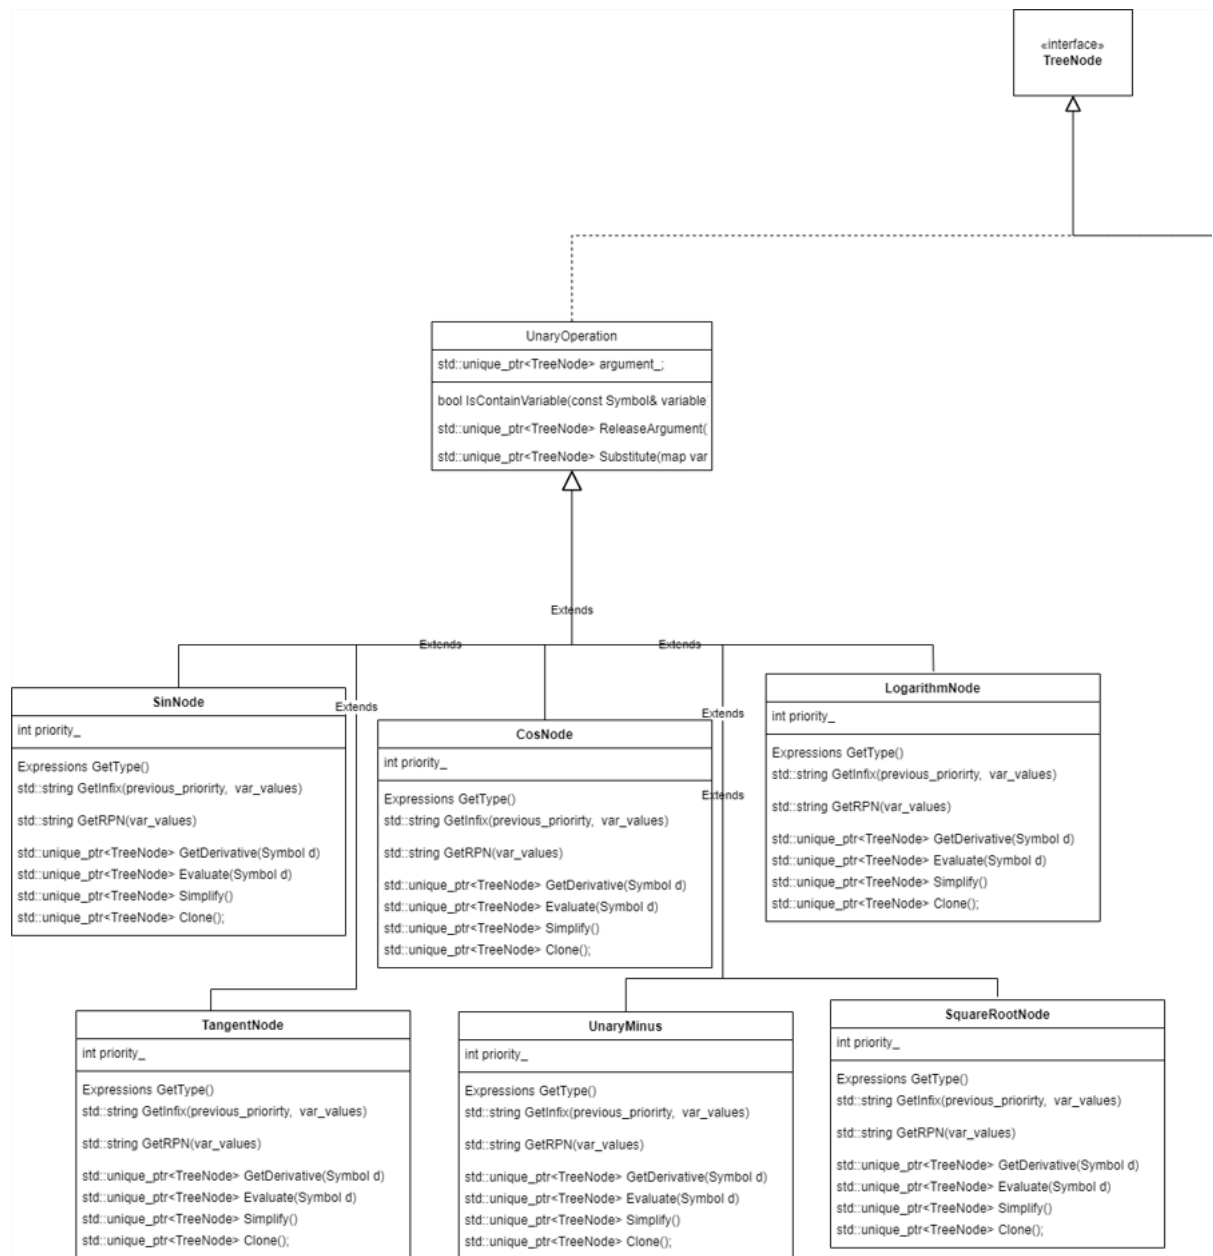 «interface»
TreeNode
UnaryOperation
std::unique_ptr<TreeNode> argument_;
bool IsContainVariable(const Symbol& variable)
std::unique_ptr<TreeNode> ReleaseArgument(
std::unique_ptr<TreeNode> Substitute(map var
Extends
Extends
Extends
SinNode
int priority_
Expressions GetType()
std::string GetInfix(previous_priorirty, var_values)
std::string GetRPN(var_values)
std::unique_ptr<TreeNode> GetDerivative(Symbol d)
std::unique_ptr<TreeNode> Evaluate(Symbol d)
std::unique_ptr<TreeNode> Simplify()
std::unique_ptr<TreeNode> Clone();
Extends
CosNode
int priority_
Expressions GetType()
std::string GetInfix(previous_priorirty, var_values)
std::string GetRPN(var_values)
std::unique_ptr<TreeNode> GetDerivative(Symbol d)
std::unique_ptr<TreeNode> Evaluate(Symbol d)
std::unique_ptr<TreeNode> Simplify()
std::unique_ptr<TreeNode> Clone();
Extends
Extends
LogarithmNode
int priority_
Expressions GetType()
std::string GetInfix(previous_priorirty, var_values)
std::string GetRPN(var_values)
std::unique_ptr<TreeNode> GetDerivative(Symbol d)
std::unique_ptr<TreeNode> Evaluate(Symbol d)
std::unique_ptr<TreeNode> Simplify()
std::unique_ptr<TreeNode> Clone();
TangentNode
int priority_
Expressions GetType()
std::string GetInfix(previous_priorirty, var_values)
std::string GetRPN(var_values)
std::unique_ptr<TreeNode> GetDerivative(Symbol d)
std::unique_ptr<TreeNode> Evaluate(Symbol d)
std::unique_ptr<TreeNode> Simplify()
std::unique_ptr<TreeNode> Clone();
UnaryMinus
int priority_
Expressions GetType()
std::string GetInfix(previous_priorirty, var_values)
std::string GetRPN(var_values)
std::unique_ptr<TreeNode> GetDerivative(Symbol d)
std::unique_ptr<TreeNode> Evaluate(Symbol d)
std::unique_ptr<TreeNode> Simplify()
std::unique_ptr<TreeNode> Clone();
SquareRootNode
int priority_
Expressions GetType()
std::string GetInfix(previous_priorirty, var_values)
std::string GetRPN(var_values)
std::unique_ptr<TreeNode> GetDerivative(Symbol d)
std::unique_ptr<TreeNode> Evaluate(Symbol d)
std::unique_ptr<TreeNode> Simplify()
std::unique_ptr<TreeNode> Clone();